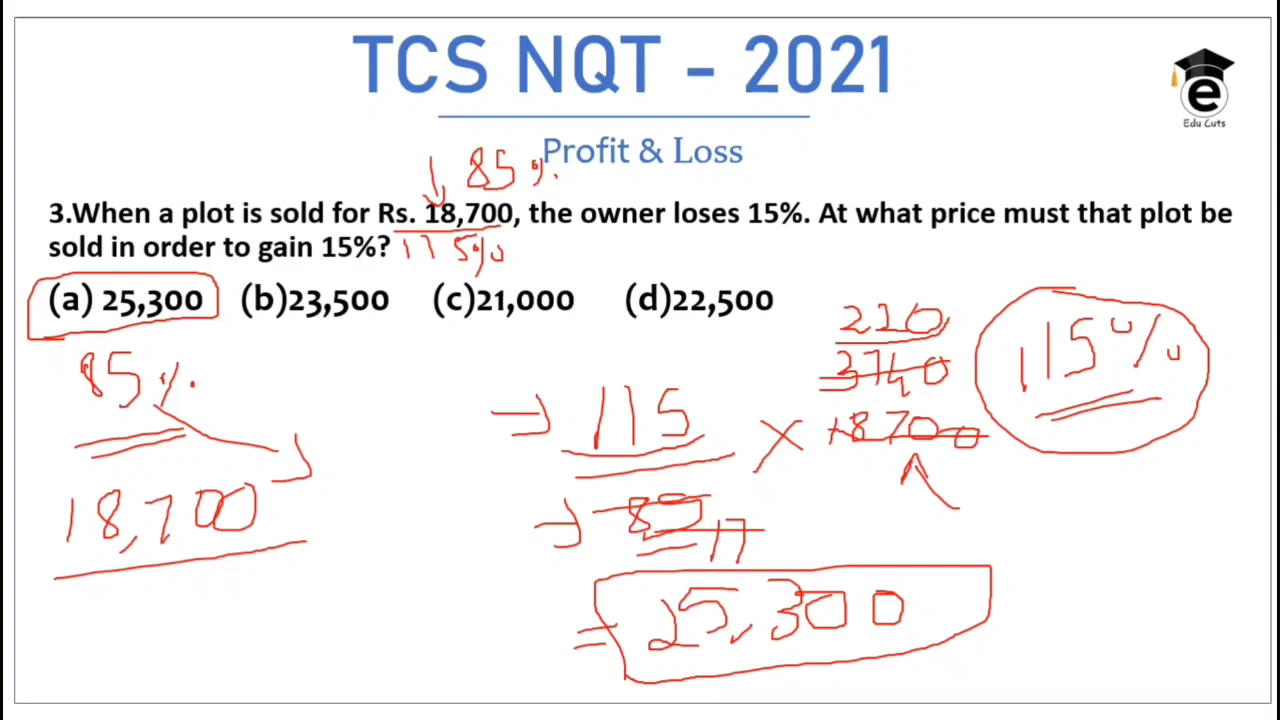 TCS NQT - 2021
e
Edu Cuts
Profit & Loss
↓ 85%
3.When a plot is sold for Rs. 18,700, the owner loses 15%. At what price must that plot be
sold in order to gain 15%? 115%
(a) 25,300 (b)23,500 (c)21,000 (d)22,500
220
85% 3740 115%
→ 115 × 18700
18,700
→ 85 17
= 25,300